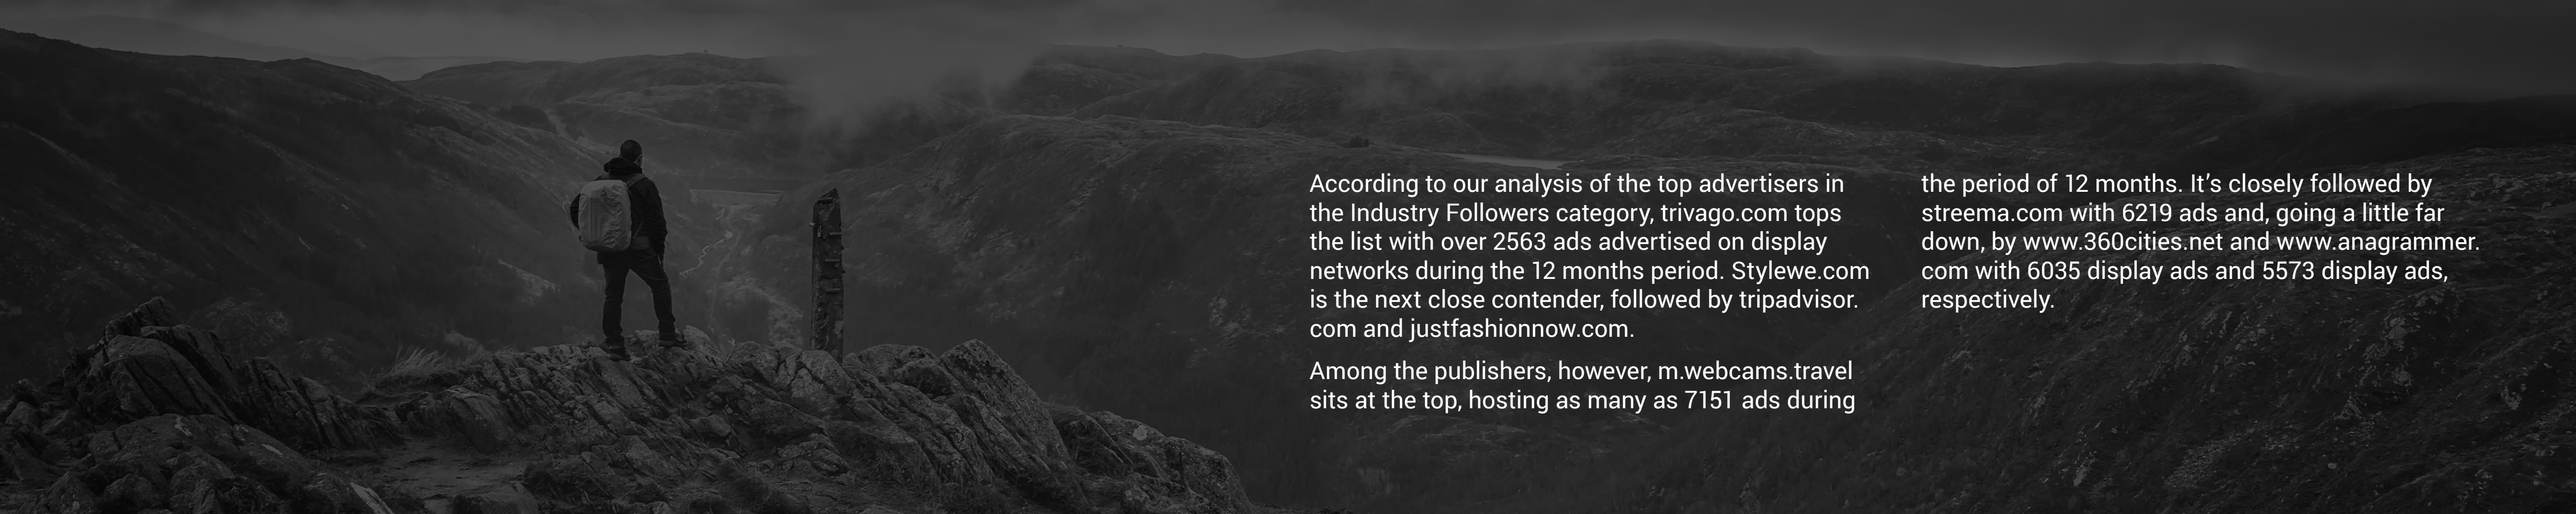 According to our analysis of the top advertisers in
the Industry Followers category, trivago.com tops
the list with over 2563 ads advertised on display
networks during the 12 months period. Stylewe.com
is the next close contender, followed by tripadvisor.
com and justfashionnow.com.
Among the publishers, however, m.webcams.travel
sits at the top, hosting as many as 7151 ads during
the period of 12 months. It’s closely followed by
streema.com with 6219 ads and, going a little far
down, by www.360cities.net and www.anagrammer.
com with 6035 display ads and 5573 display ads,
respectively.